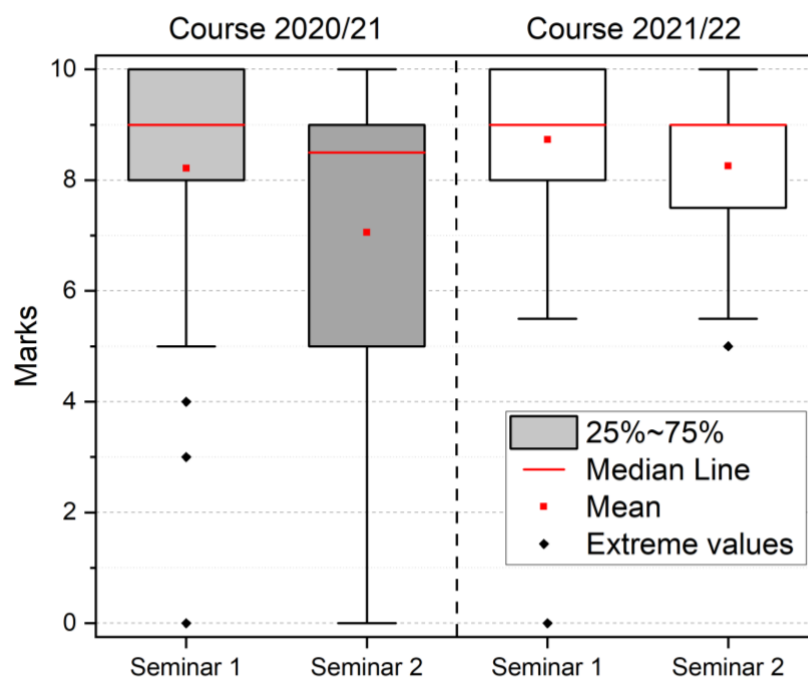 Course 2020/21
Course 2021/22
10
8
6
4
2
0
Marks
25%~75%
Median Line
Mean
Extreme values
Seminar 1
Seminar 2
Seminar 1
Seminar 2